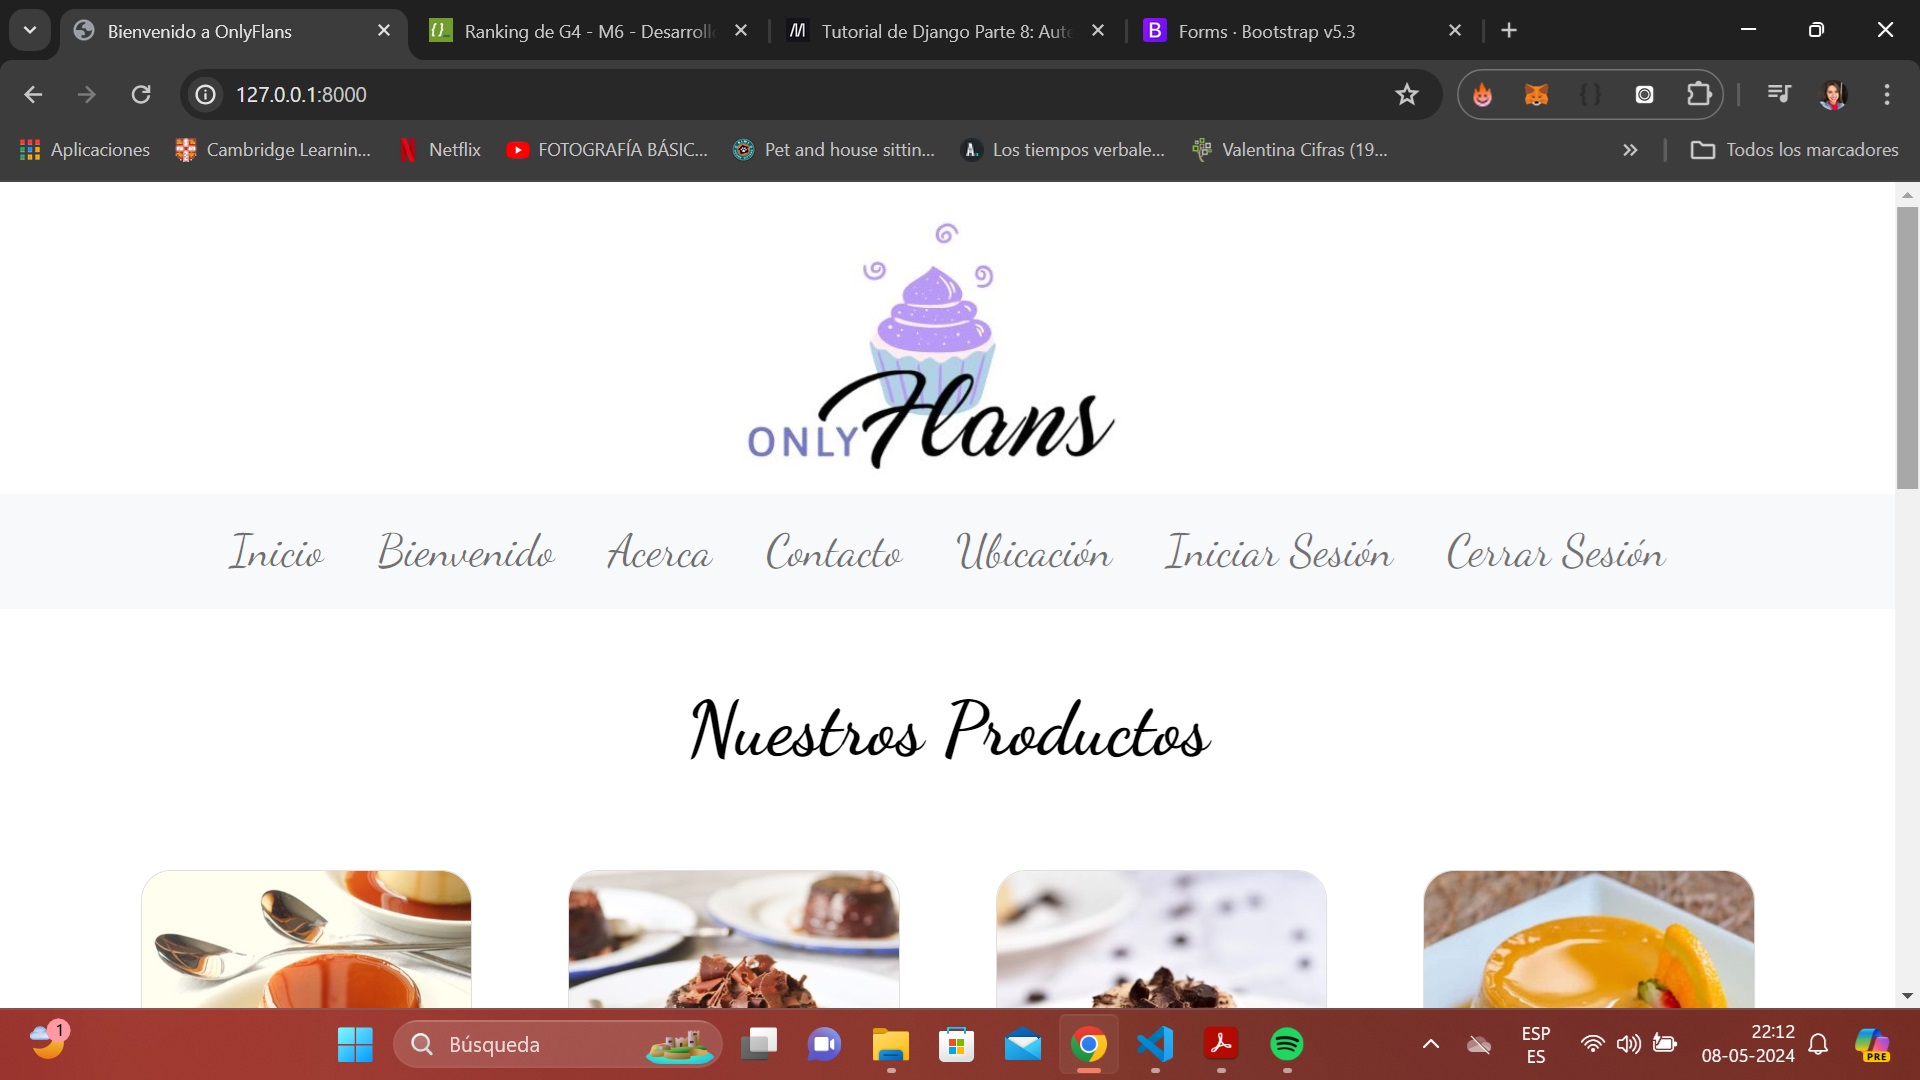 Bienvenido a OnlyFlans
Ranking de G4 - M6 - Desarroll
Tutorial de Django Parte 8: Aute
Forms · Bootstrap v5.3
127.0.0.1:8000
Aplicaciones
Cambridge Learnin...
Netflix
FOTOGRAFÍA BÁSIC...
Pet and house sittin...
Los tiempos verbale...
Valentina Cifras (19...
Todos los marcadores
ONLY Flans
Inicio
Bienvenido
Acerca
Contacto
Ubicación
Iniciar Sesión
Cerrar Sesión
Nuestros Productos
1
Búsqueda
ESP
ES
22:12
08-05-2024
PRE